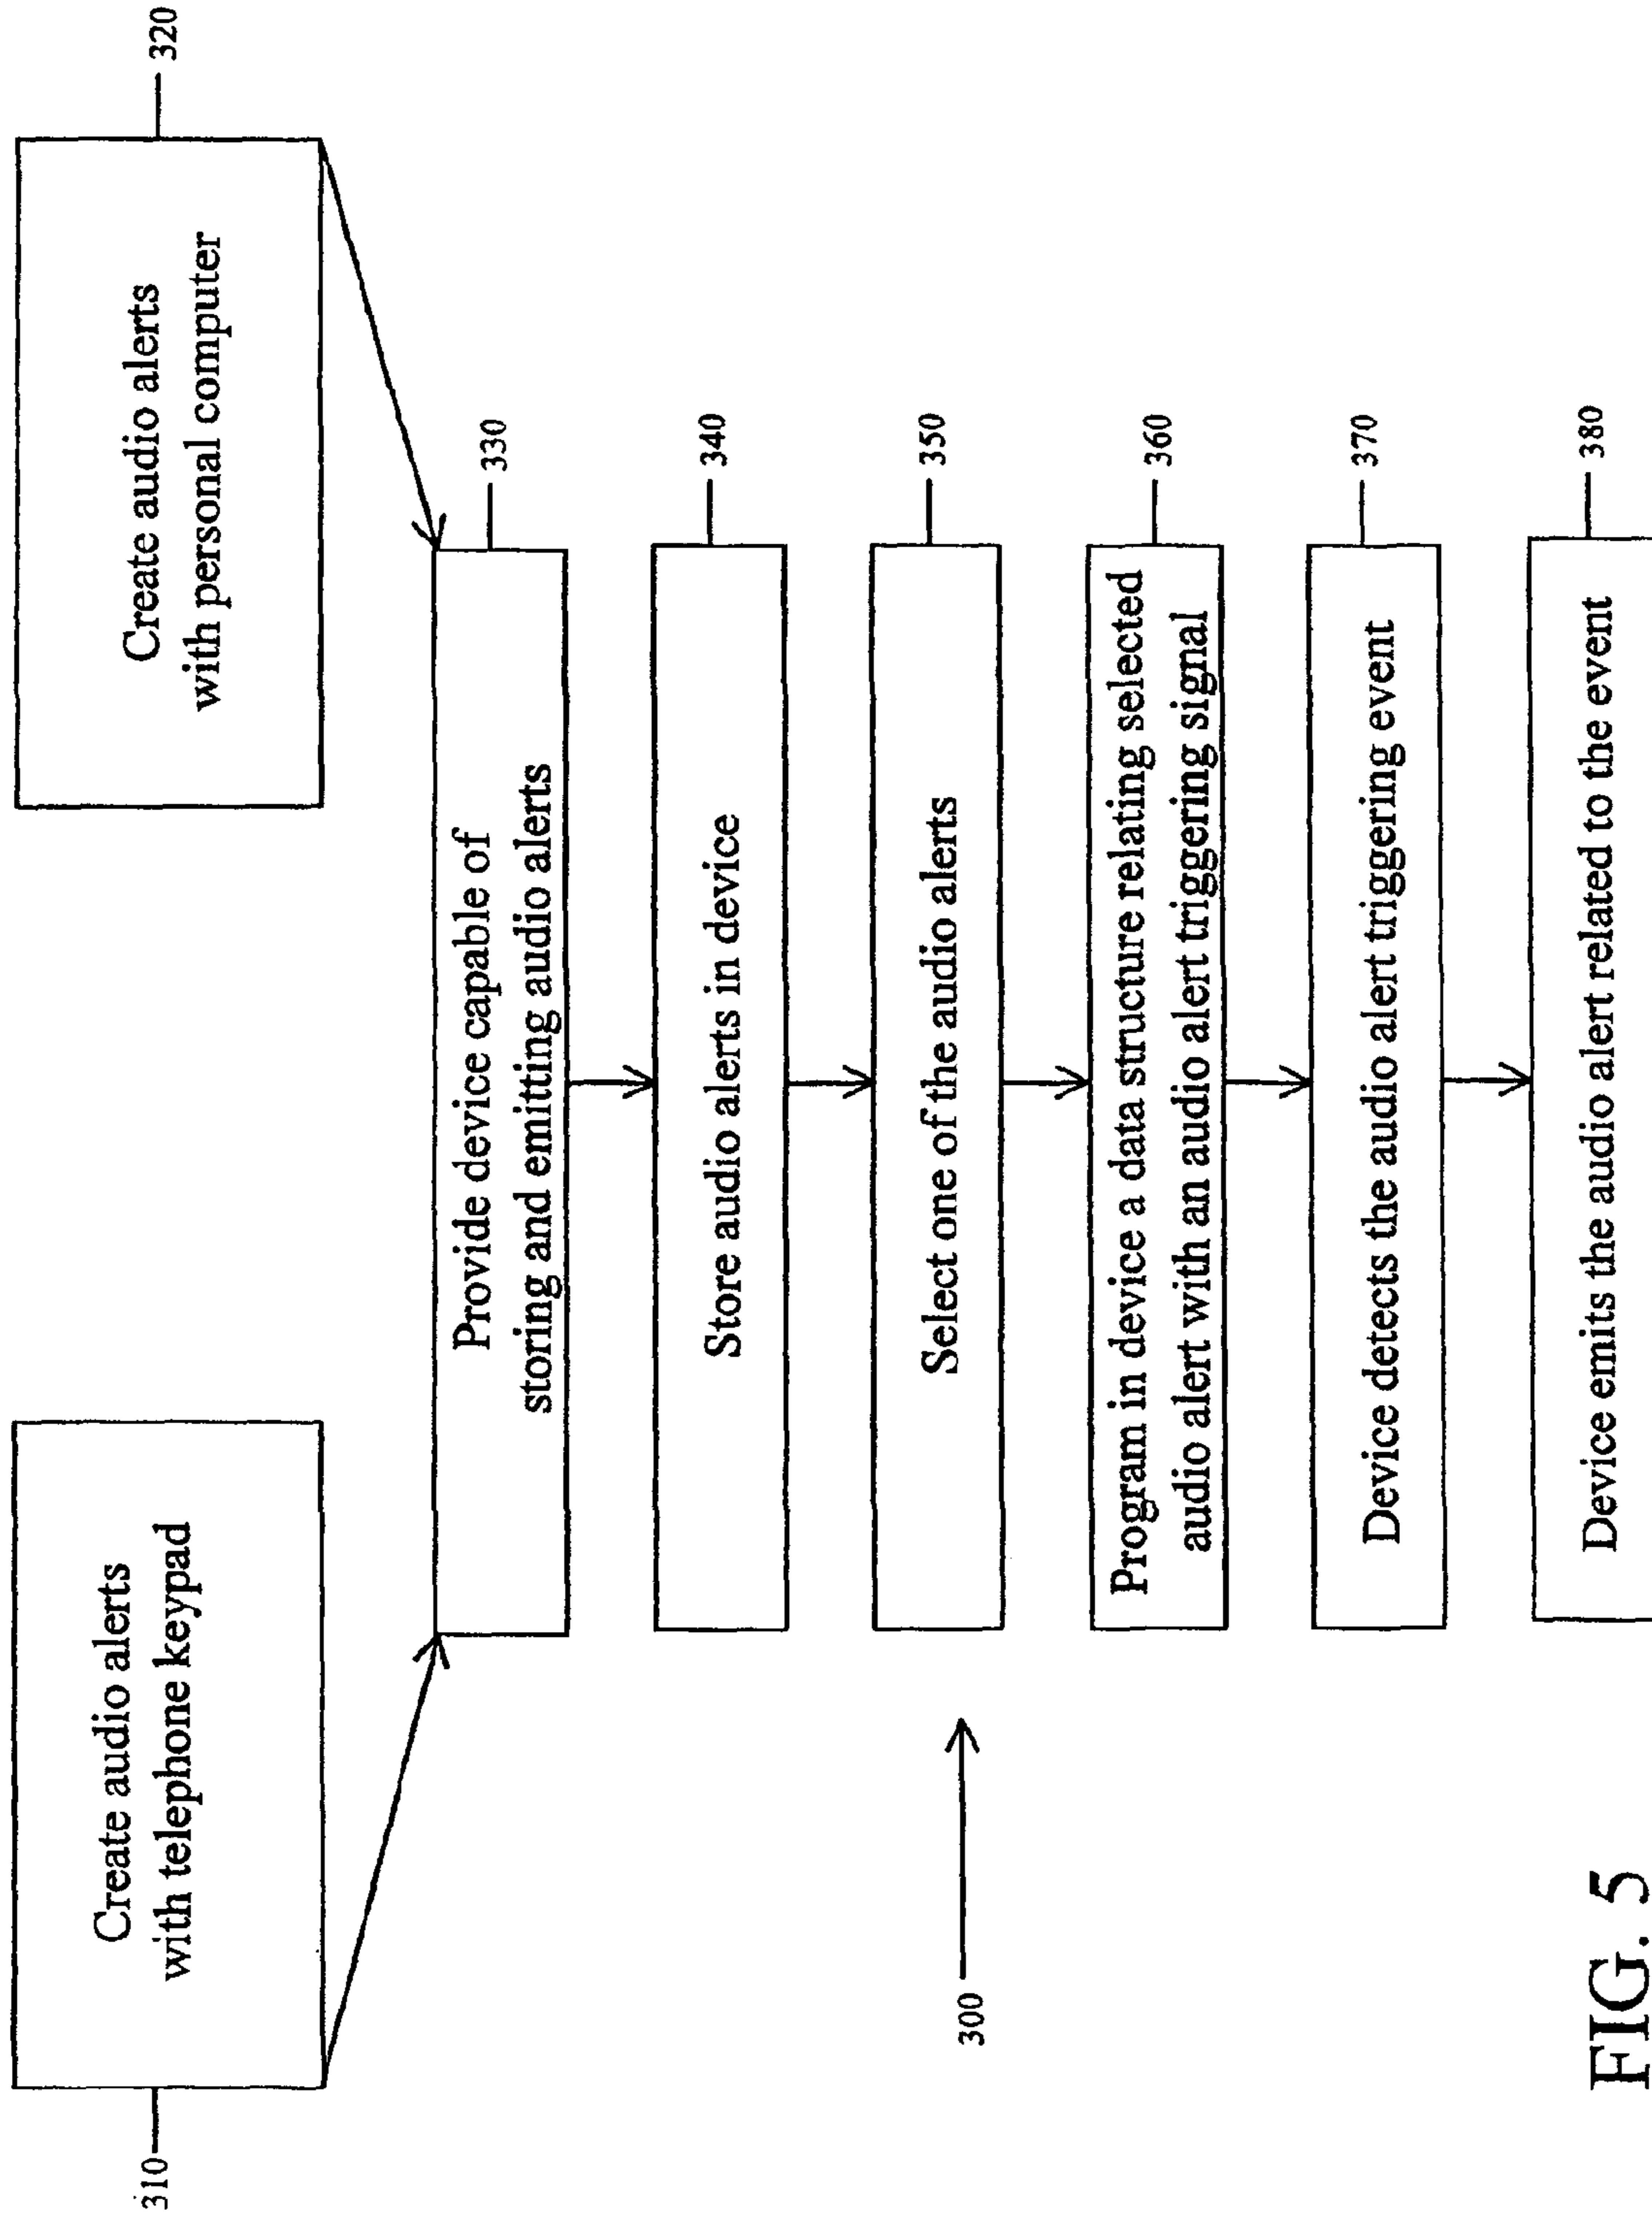 310
Create audio alerts
with telephone keypad
Create audio alerts
with personal computer
320
Provide device capable of
storing and emitting audio alerts
330
Store audio alerts in device
340
Select one of the audio alerts
350
300
Program in device a data structure relating selected
audio alert with an audio alert triggering signal
360
Device detects the audio alert triggering event
370
Device emits the audio alert related to the event
380
FIG. 5